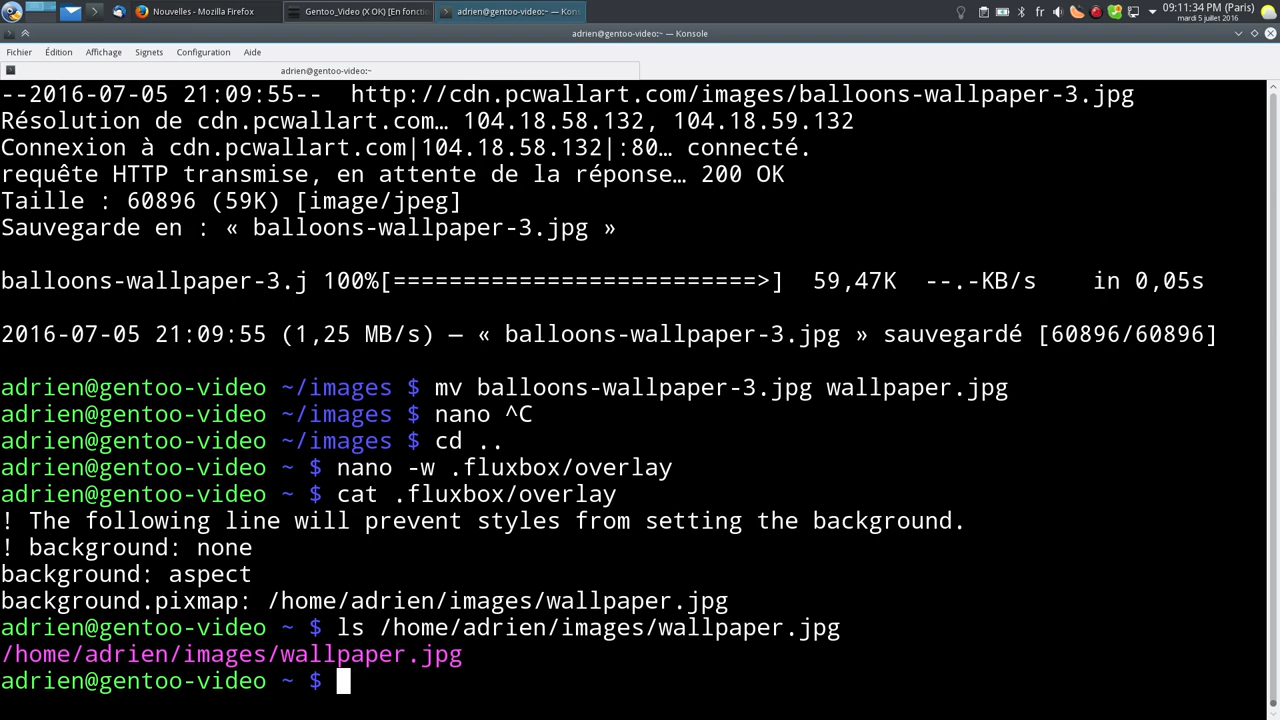 Nouvelles - Mozilla Firefox
Gentoo_Video (X OK) [En fonctio
adrien@gentoo-video:~ — Kons
fr
09:11:34 PM (Paris)
mardi 5 juillet 2016
adrien@gentoo-video:~ — Konsole
Fichier Édition Affichage Signets Configuration Aide
adrien@gentoo-video:~
--2016-07-05 21:09:55--  http://cdn.pcwallart.com/images/balloons-wallpaper-3.jpg
Résolution de cdn.pcwallart.com… 104.18.58.132, 104.18.59.132
Connexion à cdn.pcwallart.com|104.18.58.132|:80… connecté.
requête HTTP transmise, en attente de la réponse… 200 OK
Taille : 60896 (59K) [image/jpeg]
Sauvegarde en : « balloons-wallpaper-3.jpg »
balloons-wallpaper-3.j 100%[==========================>]  59,47K  --.-KB/s    in 0,05s
2016-07-05 21:09:55 (1,25 MB/s) — « balloons-wallpaper-3.jpg » sauvegardé [60896/60896]
adrien@gentoo-video ~/images $ mv balloons-wallpaper-3.jpg wallpaper.jpg
adrien@gentoo-video ~/images $ nano ^C
adrien@gentoo-video ~/images $ cd ..
adrien@gentoo-video ~ $ nano -w .fluxbox/overlay
adrien@gentoo-video ~ $ cat .fluxbox/overlay
! The following line will prevent styles from setting the background.
! background: none
background: aspect
background.pixmap: /home/adrien/images/wallpaper.jpg
adrien@gentoo-video ~ $ ls /home/adrien/images/wallpaper.jpg
/home/adrien/images/wallpaper.jpg
adrien@gentoo-video ~ $